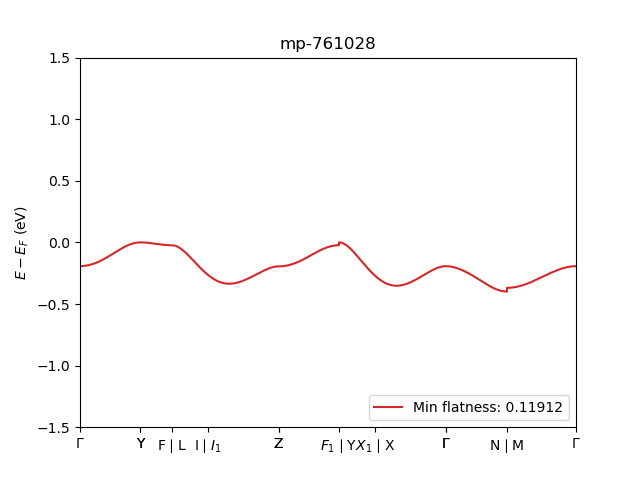 mp-761028
E − E_F (eV)
1.5
1.0
0.5
0.0
−0.5
−1.0
−1.5
Min flatness: 0.11912
Γ Y F | L I | I₁ Z F₁ | Y X₁ | X Γ N | M Γ